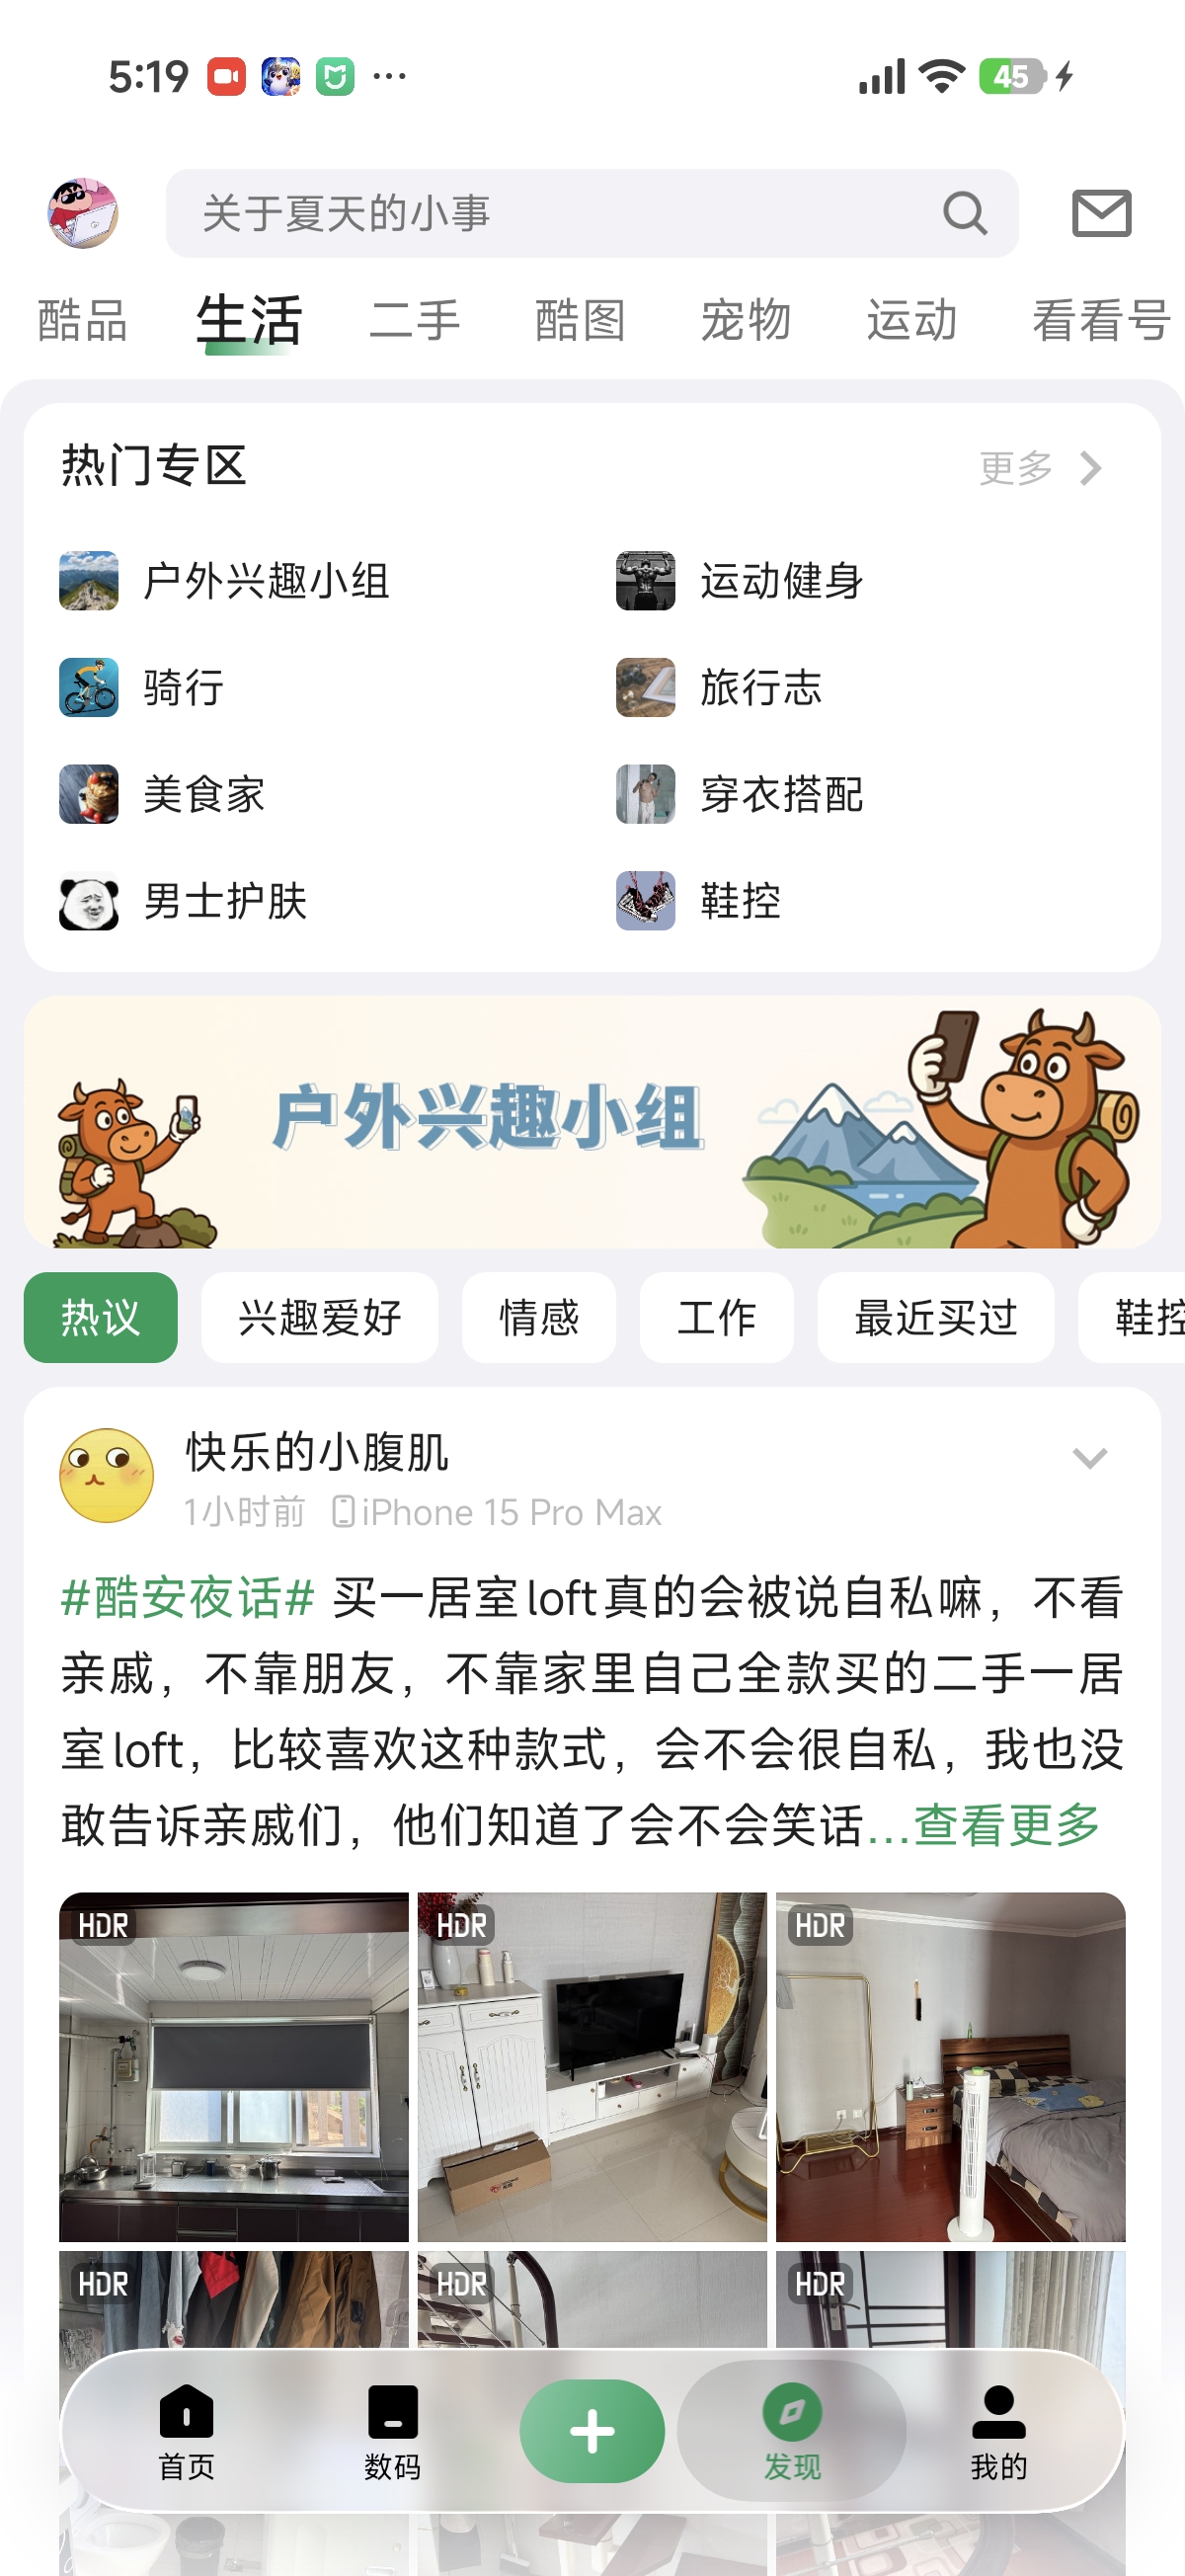 5:19
45
关于夏天的小事
酷品 生活 二手 酷图 宠物 运动 看看号
热门专区 更多
户外兴趣小组 运动健身
骑行 旅行志
美食家 穿衣搭配
男士护肤 鞋控
户外兴趣小组
热议 兴趣爱好 情感 工作 最近买过 鞋控
快乐的小腹肌
1小时前 iPhone 15 Pro Max
#酷安夜话# 买一居室loft真的会被说自私嘛，不看
亲戚，不靠朋友，不靠家里自己全款买的二手一居
室loft，比较喜欢这种款式，会不会很自私，我也没
敢告诉亲戚们，他们知道了会不会笑话...查看更多
HDR HDR HDR
HDR HDR HDR
首页 数码 发现 我的